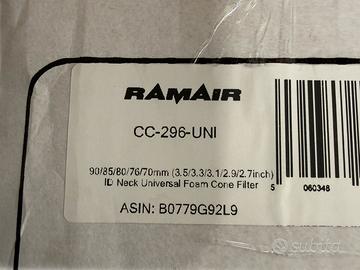 RAMAIR
CC-296-UNI
90/85/80/76/70mm (3.5/3.3/3.1/2.9/2.7inch)
ID Neck Universal Foam Cone Filter
5 060348
ASIN: B0779G92L9
subito